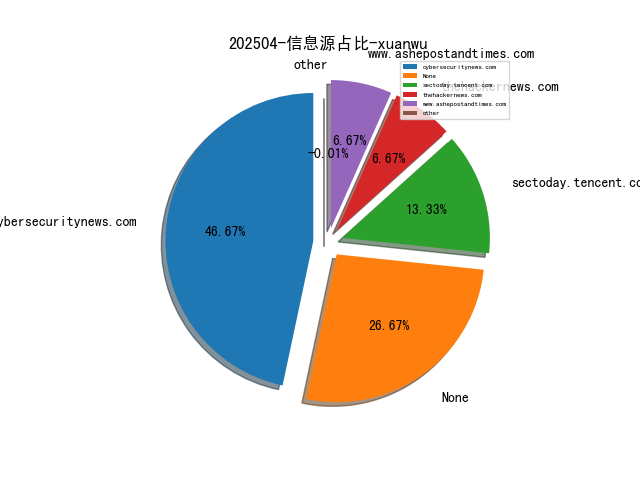 202504-信息源占比-xuanwu
www.ashepostandtimes.com
other
cybersecuritynews.com
None
sectoday.tencent.com
thehackernews.com
www.ashepostandtimes.com
other
hackernews.com
6.67%
-0.01%
6.67%
13.33%
sectoday.tencent.co
ybersecuritynews.com
46.67%
26.67%
None